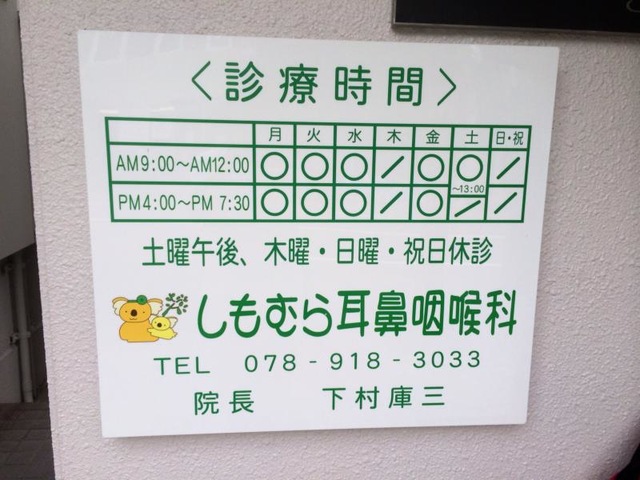 〈診療時間〉
月 火 水 木 金 土 日・祝
AM9:00〜AM12:00 ○ ○ ○ / ○ ○ /
〜13:00
PM4:00〜PM 7:30 ○ ○ ○ / ○ / /
土曜午後、木曜・日曜・祝日休診
しもむら耳鼻咽喉科
TEL 078-918-3033
院長 下村庫三